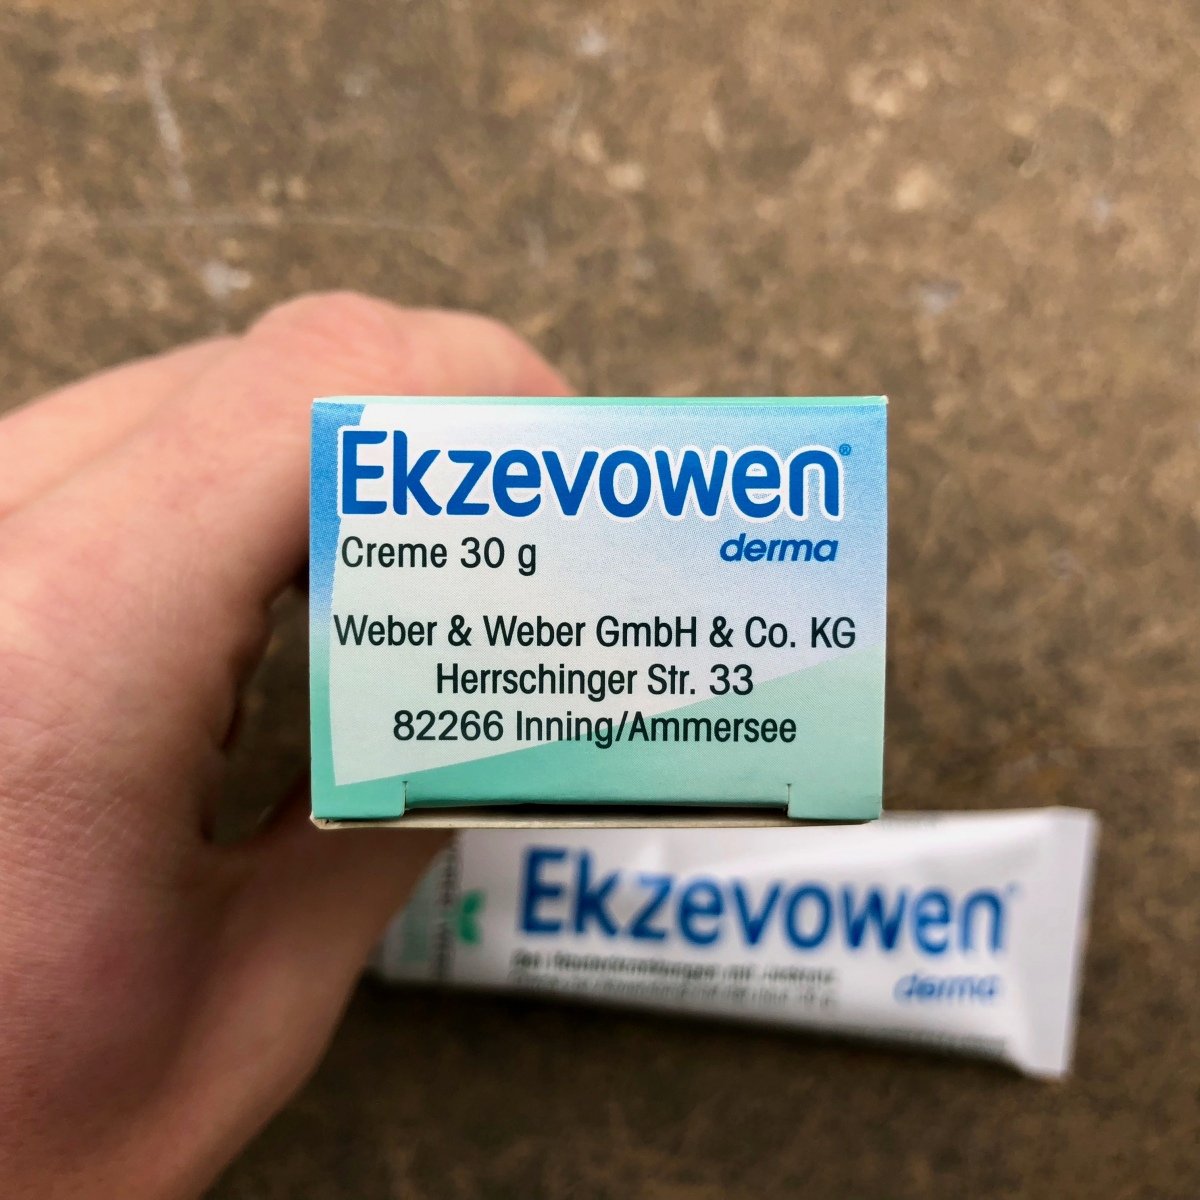 Ekzevowen®
derma
Creme 30 g
Weber & Weber GmbH & Co. KG
Herrschinger Str. 33
82266 Inning/Ammersee
Ekzevowen
derma